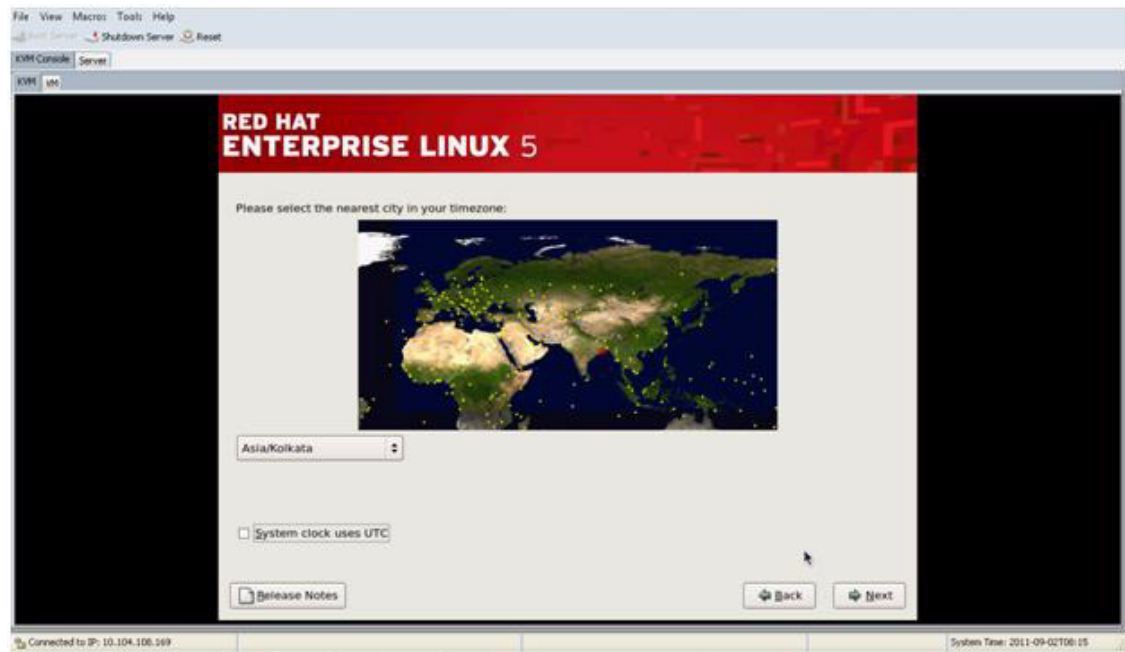 File View Macros Tools Help
Boot Server Shutdown Server Reset
KVM Console Server
KVM VM
RED HAT
ENTERPRISE LINUX 5
Please select the nearest city in your timezone:
Asia/Kolkata
System clock uses UTC
Release Notes Back Next
Connected to IP: 10.104.108.169 System Time: 2011-09-02T08:15